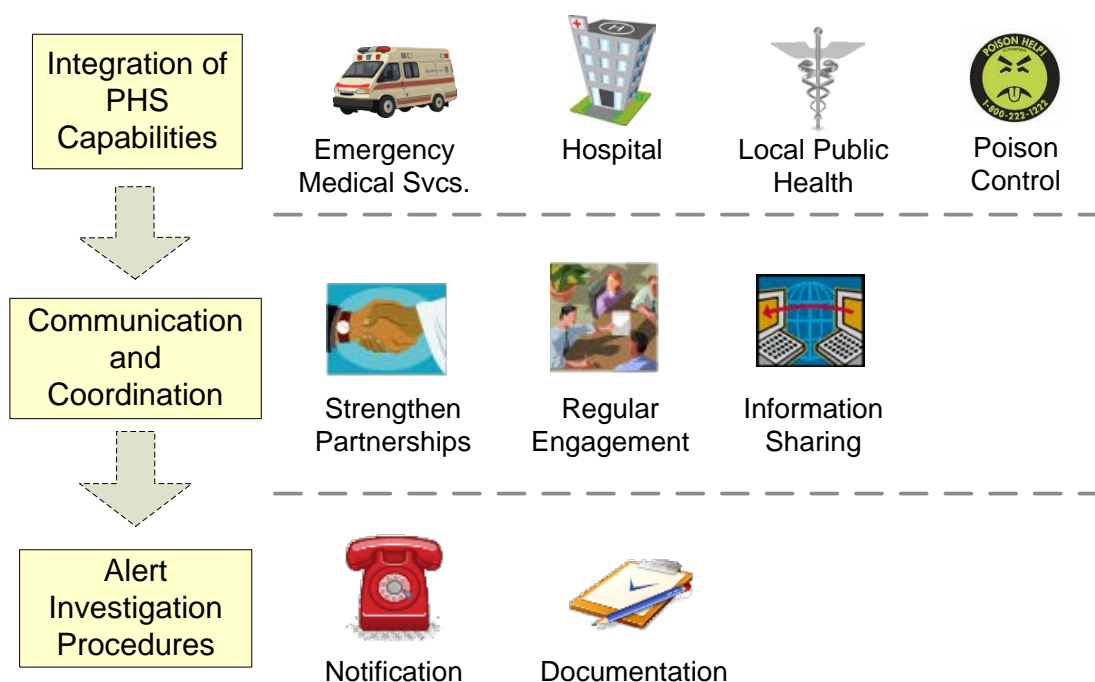 Integration of
PHS
Capabilities
Emergency
Medical Svcs.
Hospital
Local Public
Health
POISON HELP!
1-800-222-1222
Poison
Control
Communication
and
Coordination
Strengthen
Partnerships
Regular
Engagement
Information
Sharing
Alert
Investigation
Procedures
Notification
Documentation
H